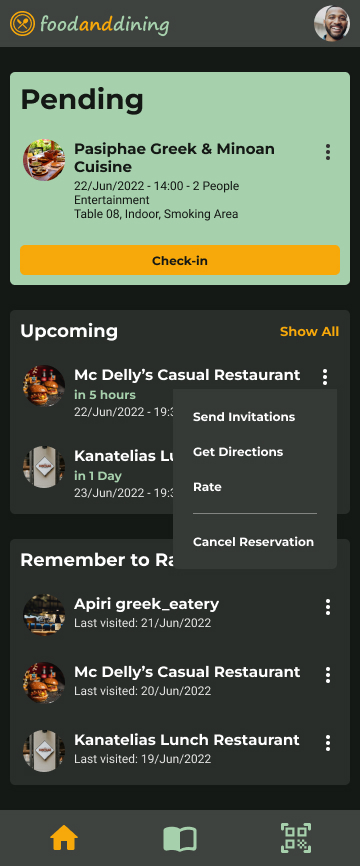 foodanddining
Pending
Pasiphae Greek & Minoan
Cuisine
22/Jun/2022 - 14:00 - 2 People
Entertainment
Table 08, Indoor, Smoking Area
Check-in
Upcoming
Show All
Mc Delly's Casual Restaurant
in 5 hours
22/Jun/2022 - 19:3
Send Invitations
Get Directions
Rate
Cancel Reservation
Kanatelias Lu
in 1 Day
23/Jun/2022 - 19:3
Remember to Ra
Apiri greek_eatery
Last visited: 21/Jun/2022
Mc Delly's Casual Restaurant
Last visited: 20/Jun/2022
Kanatelias Lunch Restaurant
Last visited: 19/Jun/2022